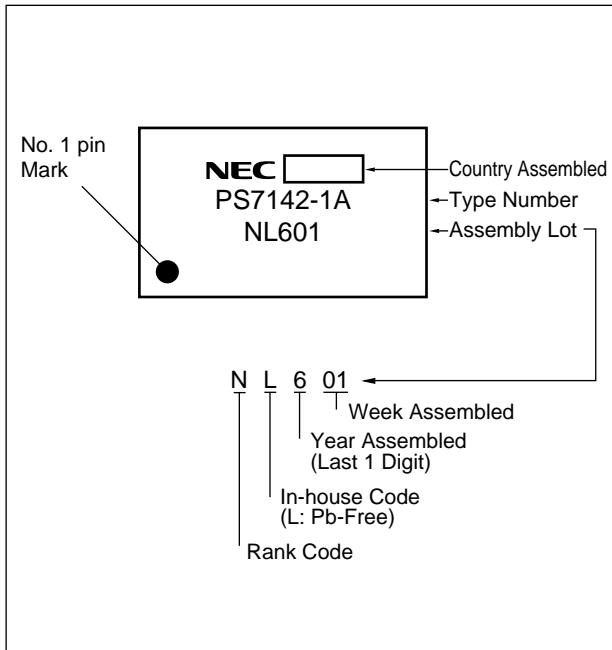 No. 1 pin
Mark
NEC
Country Assembled
PS7142-1A
Type Number
NL601
Assembly Lot
N L 6 01
Week Assembled
Year Assembled
(Last 1 Digit)
In-house Code
(L: Pb-Free)
Rank Code